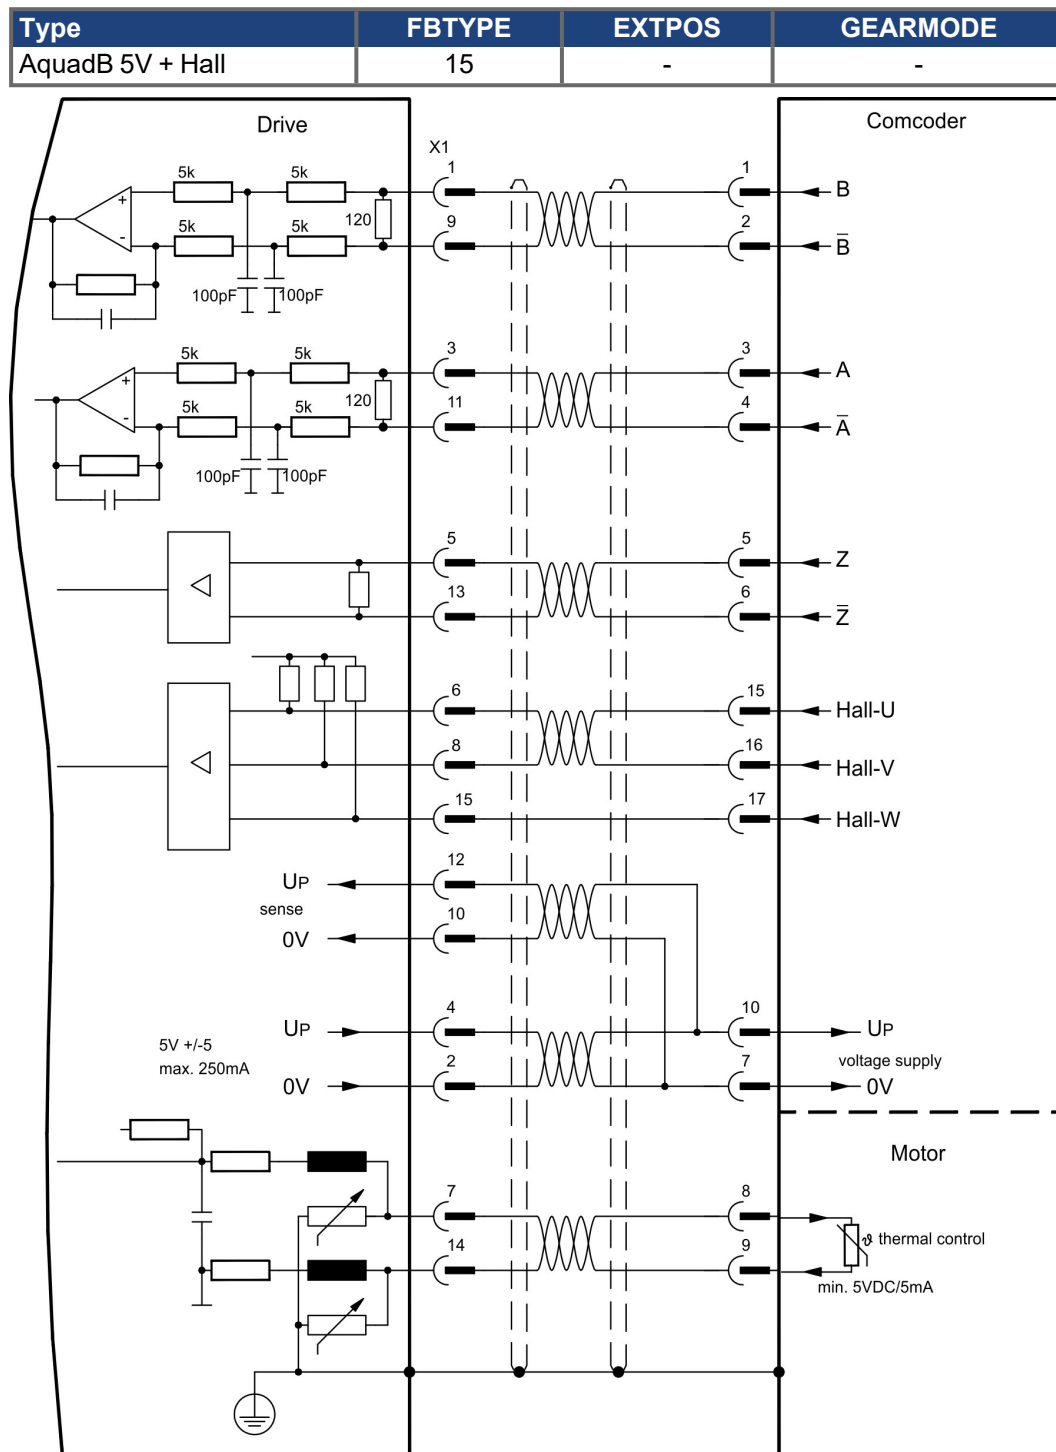 Type FBTYPE EXTPOS GEARMODE
AquadB 5V + Hall 15 - -
Drive Comcoder
X1
5k 5k 1 1 B
120
5k 5k 9 2 B̅
+
-
100pF 100pF
5k 5k 3 3 A
120
5k 5k 11 4 A̅
+
-
100pF 100pF
5 5 Z
13 6 Z̅
6 15 Hall-U
8 16 Hall-V
15 17 Hall-W
UP 12
sense
0V 10
UP 4 10 UP
5V +/-5
max. 250mA
voltage supply
0V 2 7 0V
Motor
7 8
ϑ thermal control
14 9
min. 5VDC/5mA